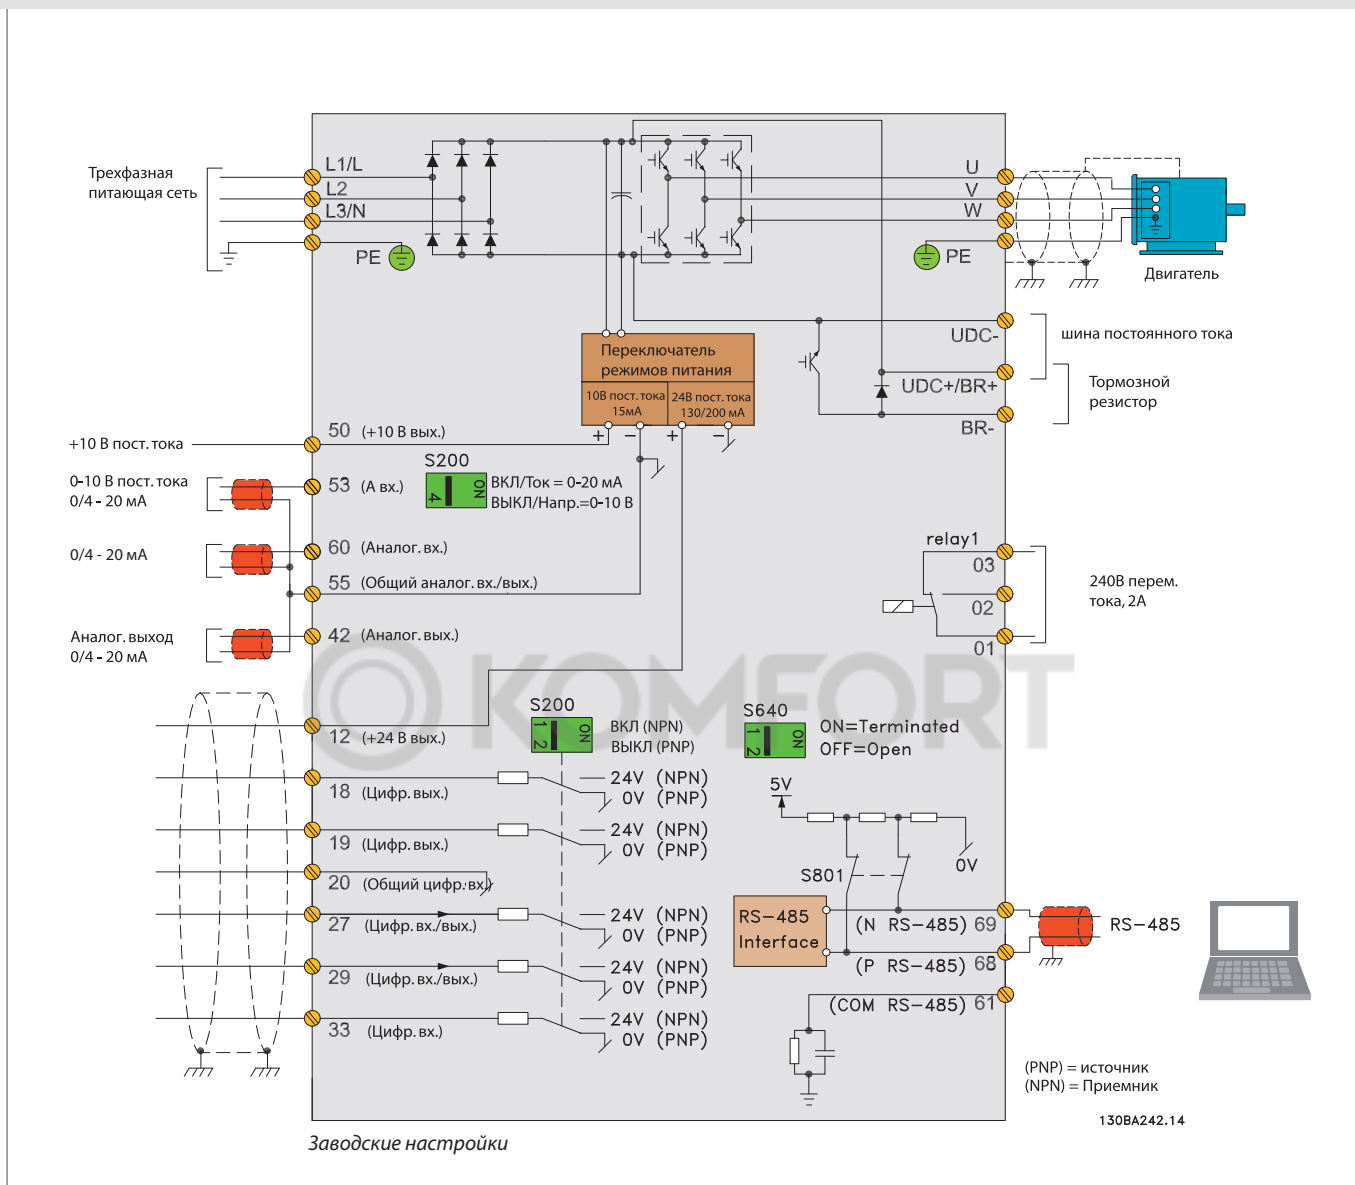 Трехфазная
питающая сеть
L1/L
L2
L3/N
PE
U
V
W
PE
Двигатель
UDC-
шина постоянного тока
UDC+/BR+
Тормозной
резистор
BR-
Переключатель
режимов питания
10В пост. тока
15мА
24В пост. тока
130/200 мА
+ − + −
+10 В пост. тока
50 (+10 В вых.)
S200
ON
4
ВКЛ/Ток = 0-20 мА
ВЫКЛ/Напр.=0-10 В
0-10 В пост. тока
0/4 - 20 мА
53 (А вх.)
0/4 - 20 мА
60 (Аналог. вх.)
55 (Общий аналог. вх./вых.)
Аналог. выход
0/4 - 20 мА
42 (Аналог. вых.)
relay1
03
02
01
240В перем.
тока, 2А
KOMFORT
12 (+24 В вых.)
S200
1 2
ON
ВКЛ (NPN)
ВЫКЛ (PNP)
S640
1 2
ON
ON=Terminated
OFF=Open
18 (Цифр. вых.)
24V (NPN)
0V (PNP)
19 (Цифр. вых.)
24V (NPN)
0V (PNP)
20 (Общий цифр. вх.)
27 (Цифр. вх./вых.)
24V (NPN)
0V (PNP)
29 (Цифр. вх./вых.)
24V (NPN)
0V (PNP)
33 (Цифр. вх.)
24V (NPN)
0V (PNP)
5V
0V
S801
RS-485
Interface
(N RS-485) 69
(P RS-485) 68
(COM RS-485) 61
RS-485
(PNP) = источник
(NPN) = Приемник
130BA242.14
Заводские настройки